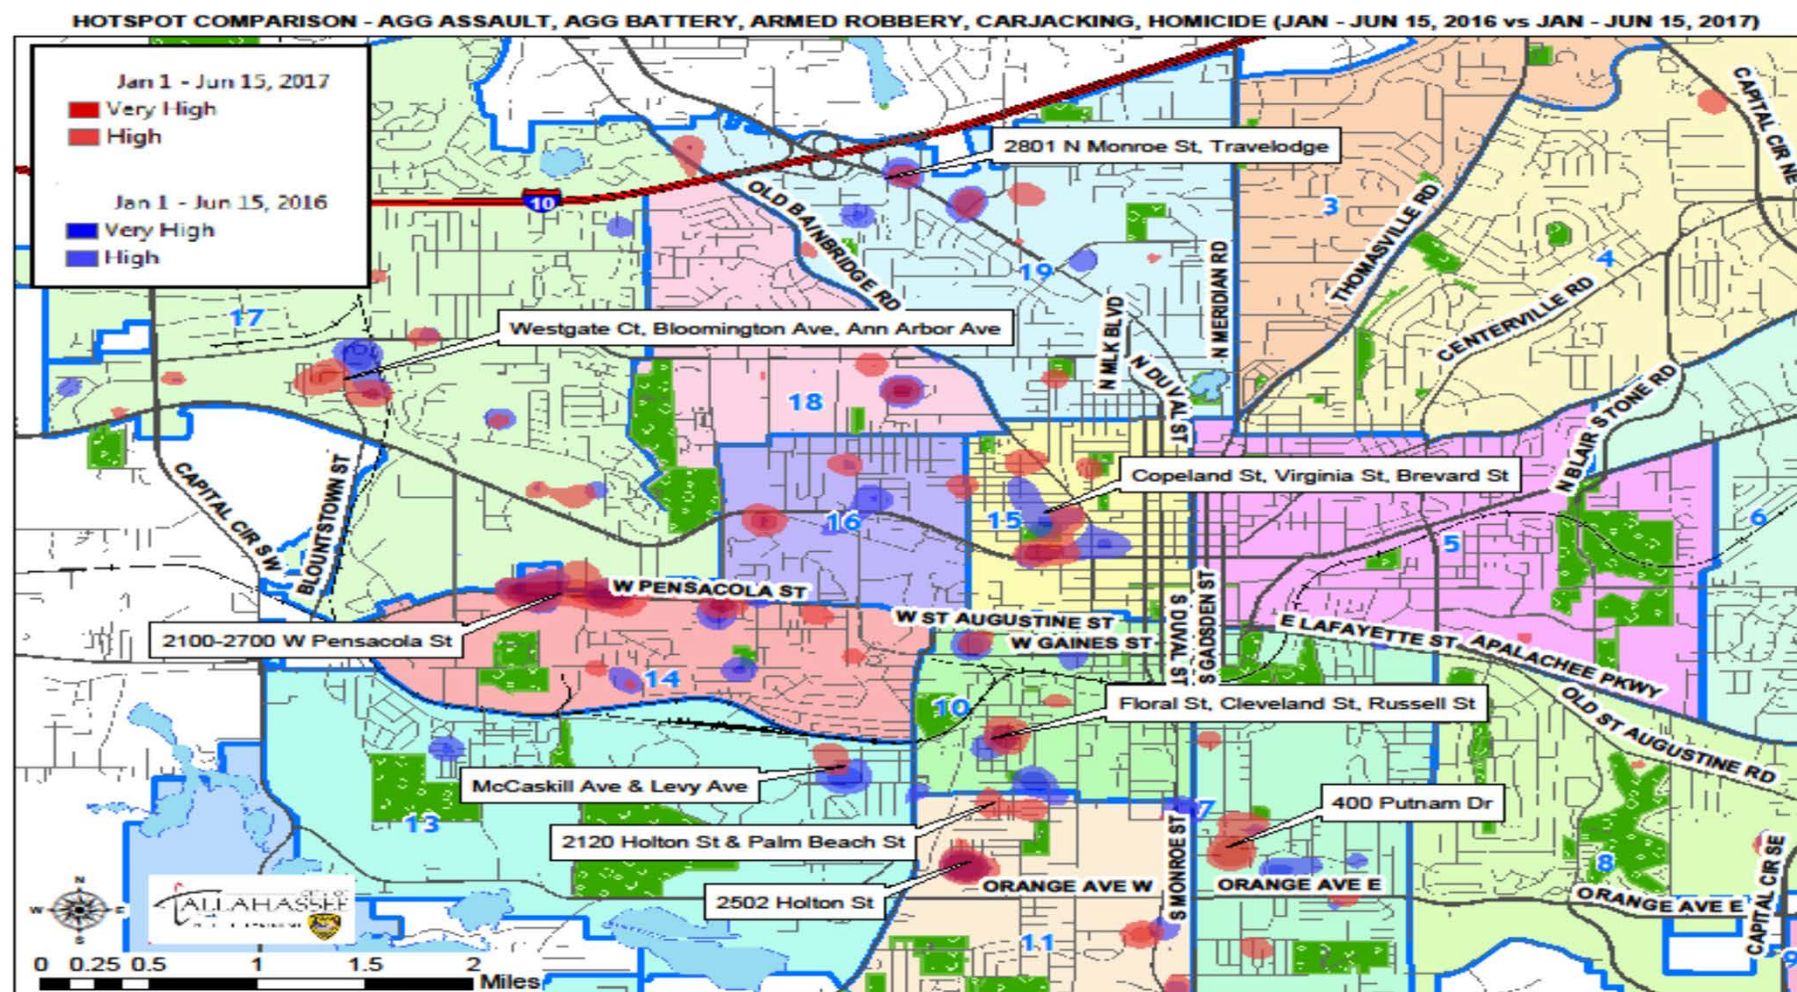 HOTSPOT COMPARISON - AGG ASSAULT, AGG BATTERY, ARMED ROBBERY, CARJACKING, HOMICIDE (JAN - JUN 15, 2016 vs JAN - JUN 15, 2017)
Jan 1 - Jun 15, 2017
Very High
High
Jan 1 - Jun 15, 2016
Very High
High
10
2801 N Monroe St, Travelodge
CAPITAL CIR NE
OLD BAINBRIDGE RD
3
THOMASVILLE RD
4
19
N MERIDIAN RD
N MLK BLVD
CENTERVILLE RD
17
Westgate Ct, Bloomington Ave, Ann Arbor Ave
N DUVAL ST
18
N BLAIR STONE RD
CAPITAL CIR SW
BLOUNTSTOWN ST
Copeland St, Virginia St, Brevard St
16
15
5
6
W PENSACOLA ST
W ST AUGUSTINE ST
W GAINES ST
S DUVAL ST
S GADSDEN ST
E LAFAYETTE ST
APALACHEE PKWY
2100-2700 W Pensacola St
14
10
Floral St, Cleveland St, Russell St
OLD ST AUGUSTINE RD
McCaskill Ave & Levy Ave
13
7
400 Putnam Dr
2120 Holton St & Palm Beach St
S MONROE ST
8
CAPITAL CIR SE
2502 Holton St
ORANGE AVE W
ORANGE AVE E
ORANGE AVE E
11
9
N
W E
S
CITY OF
TALLAHASSEE
0 0.25 0.5 1 1.5 2
Miles